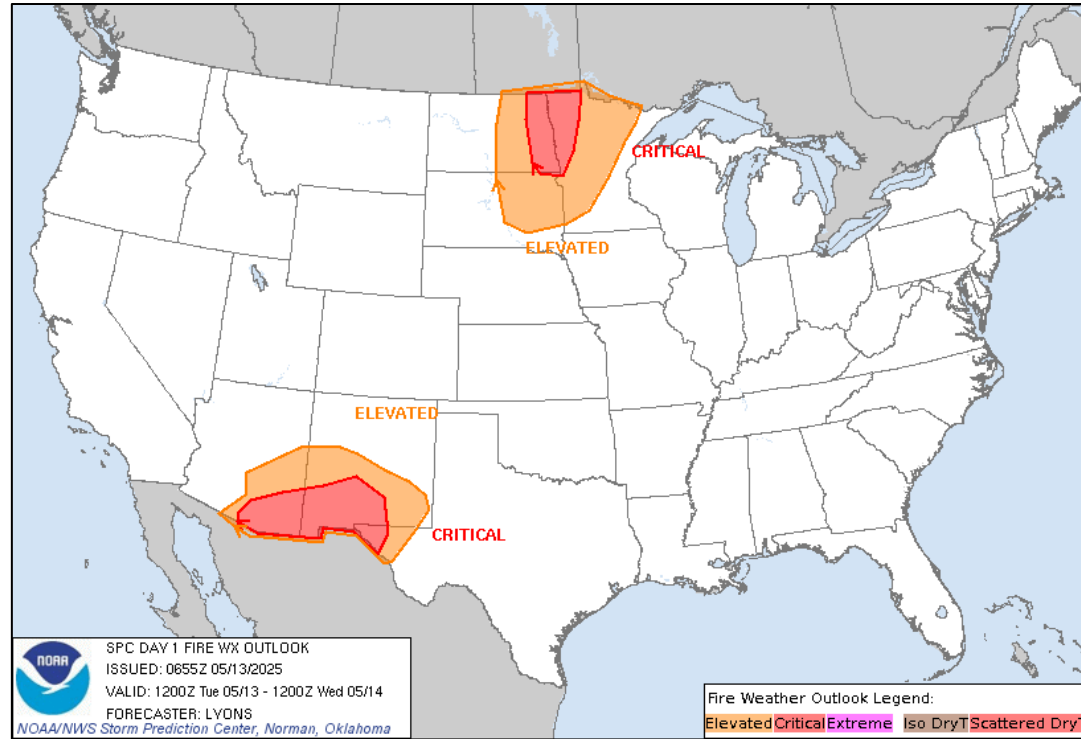 CRITICAL
ELEVATED
ELEVATED
CRITICAL
NOAA
SPC DAY 1 FIRE WX OUTLOOK
ISSUED: 0655Z 05/13/2025
VALID: 1200Z Tue 05/13 - 1200Z Wed 05/14
FORECASTER: LYONS
NOAA/NWS Storm Prediction Center, Norman, Oklahoma
Fire Weather Outlook Legend:
Elevated Critical Extreme Iso DryT Scattered DryT